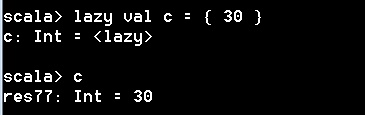 scala> lazy val c = { 30 }
c: Int = <lazy>
scala> c
res77: Int = 30